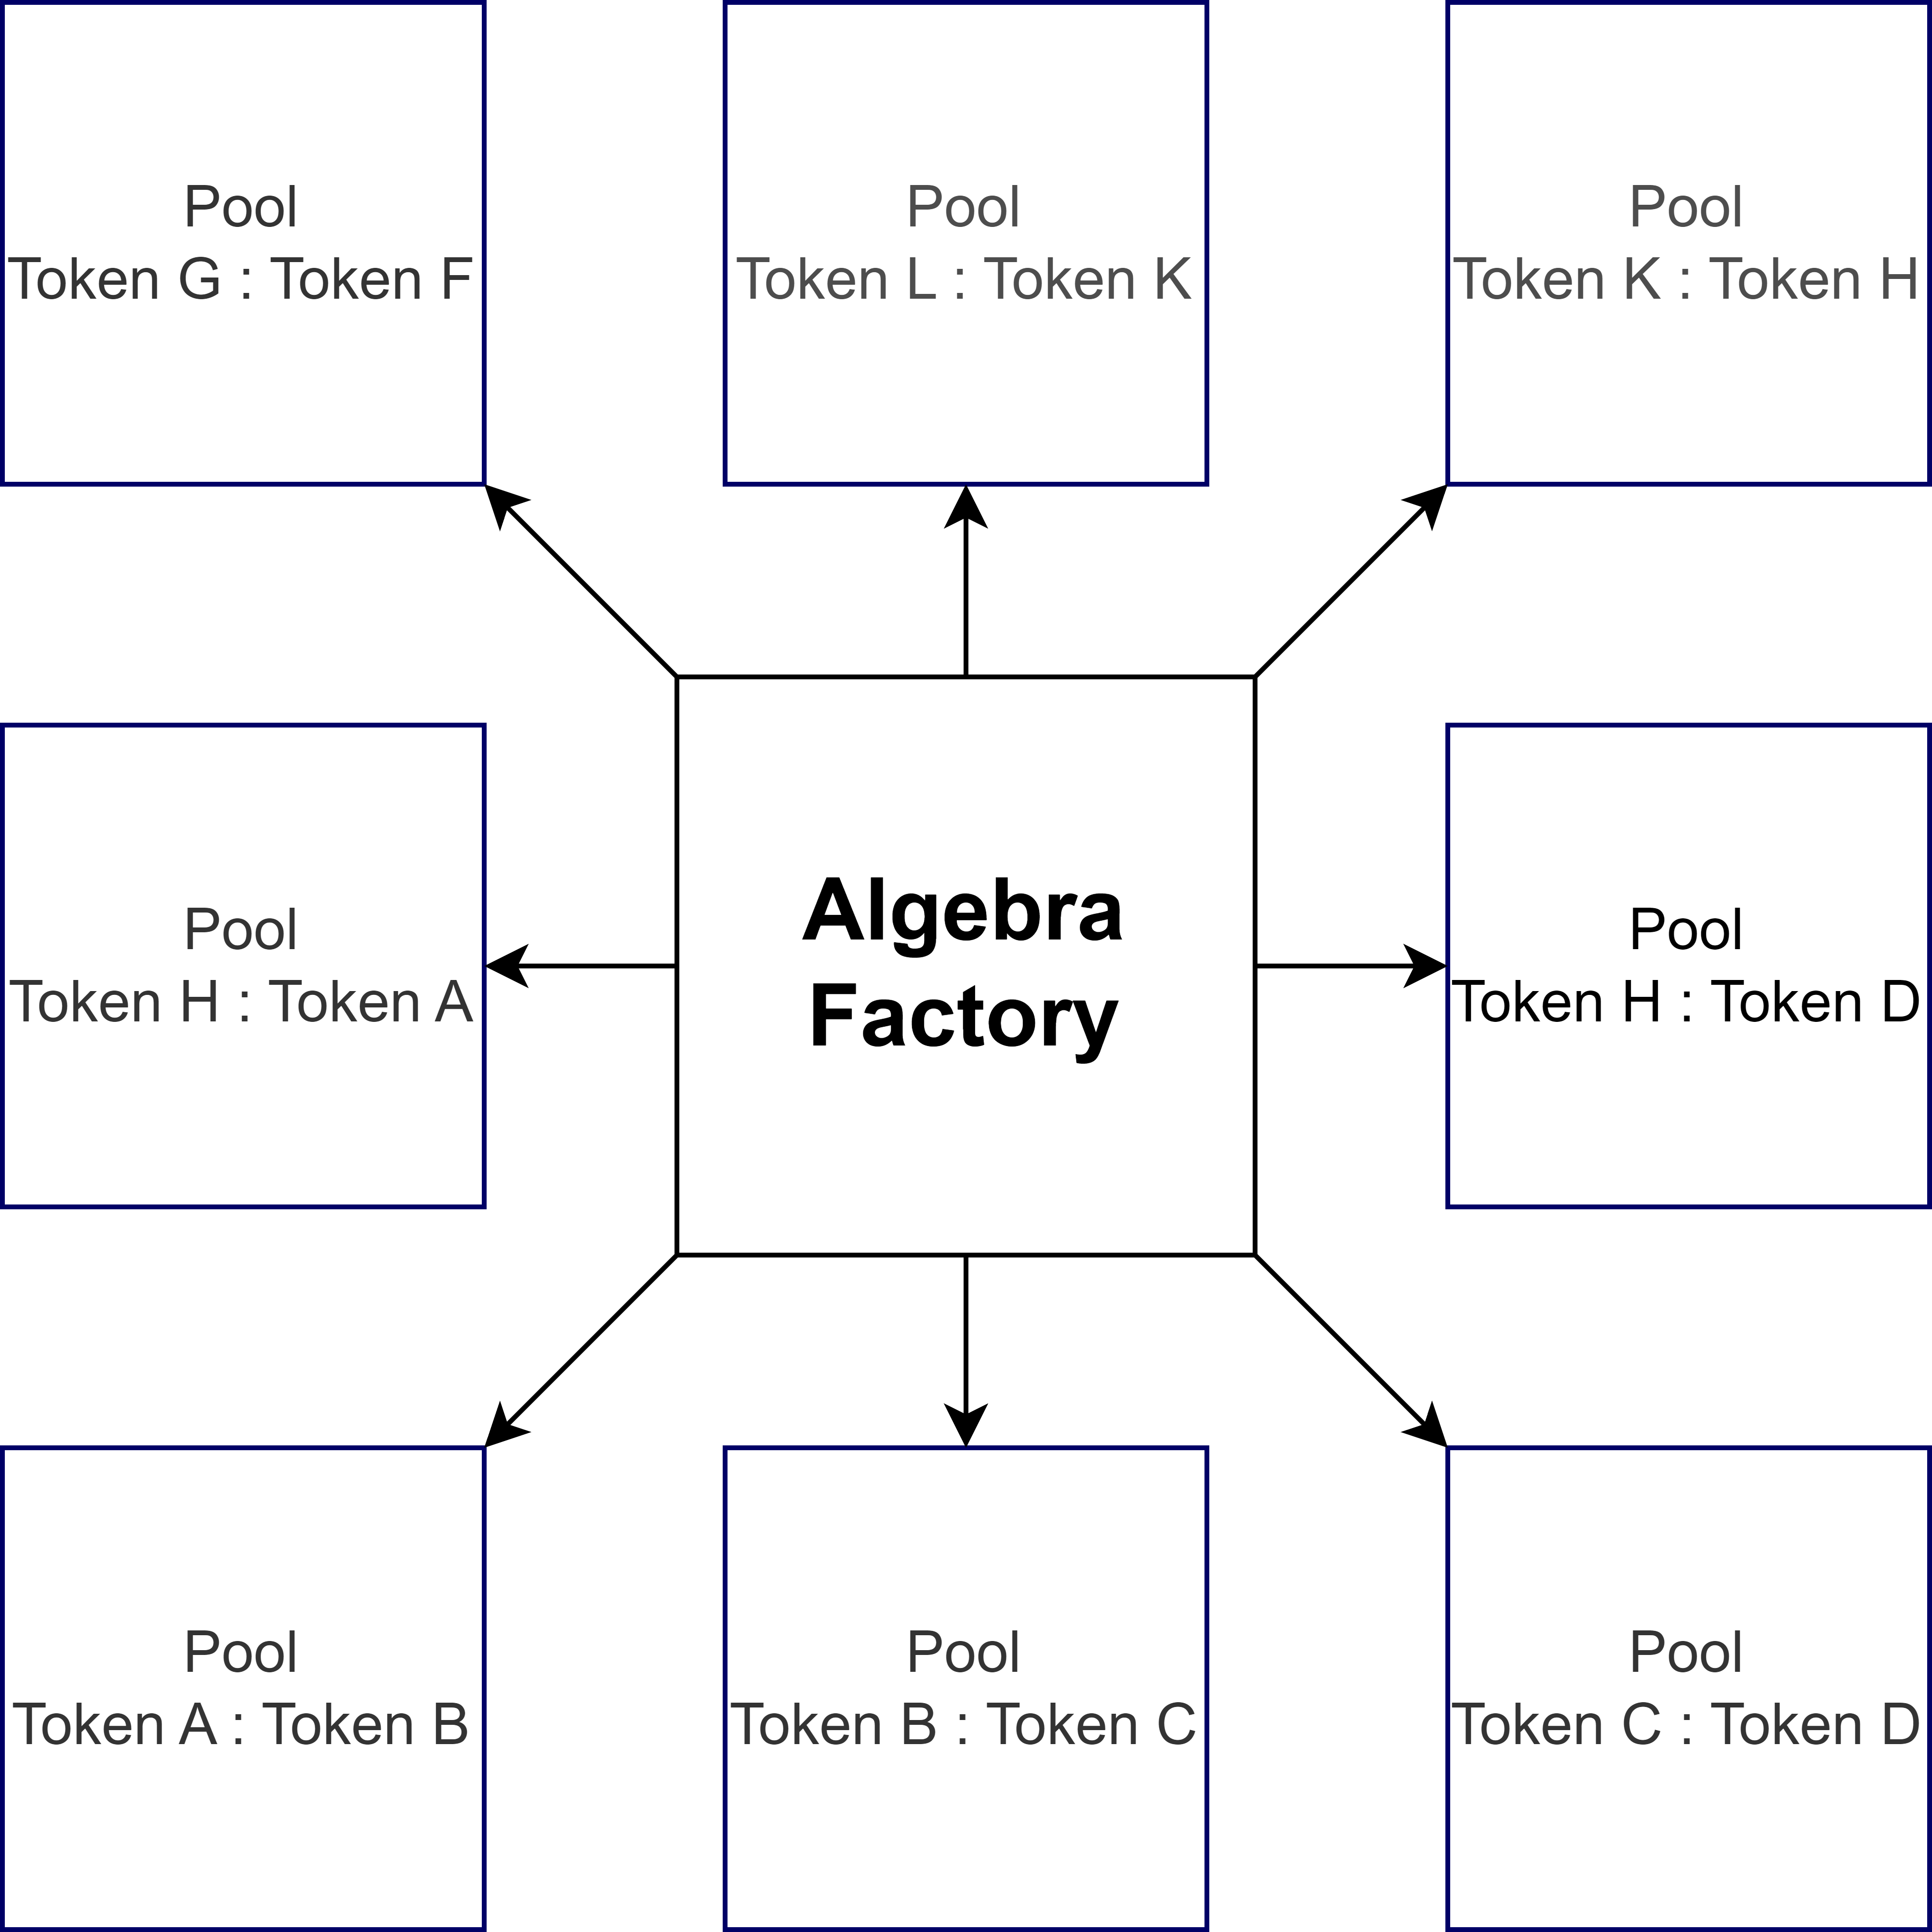 Pool
Token G : Token F
Pool
Token L : Token K
Pool
Token K : Token H
Pool
Token H : Token A
Algebra
Factory
Pool
Token H : Token D
Pool
Token A : Token B
Pool
Token B : Token C
Pool
Token C : Token D